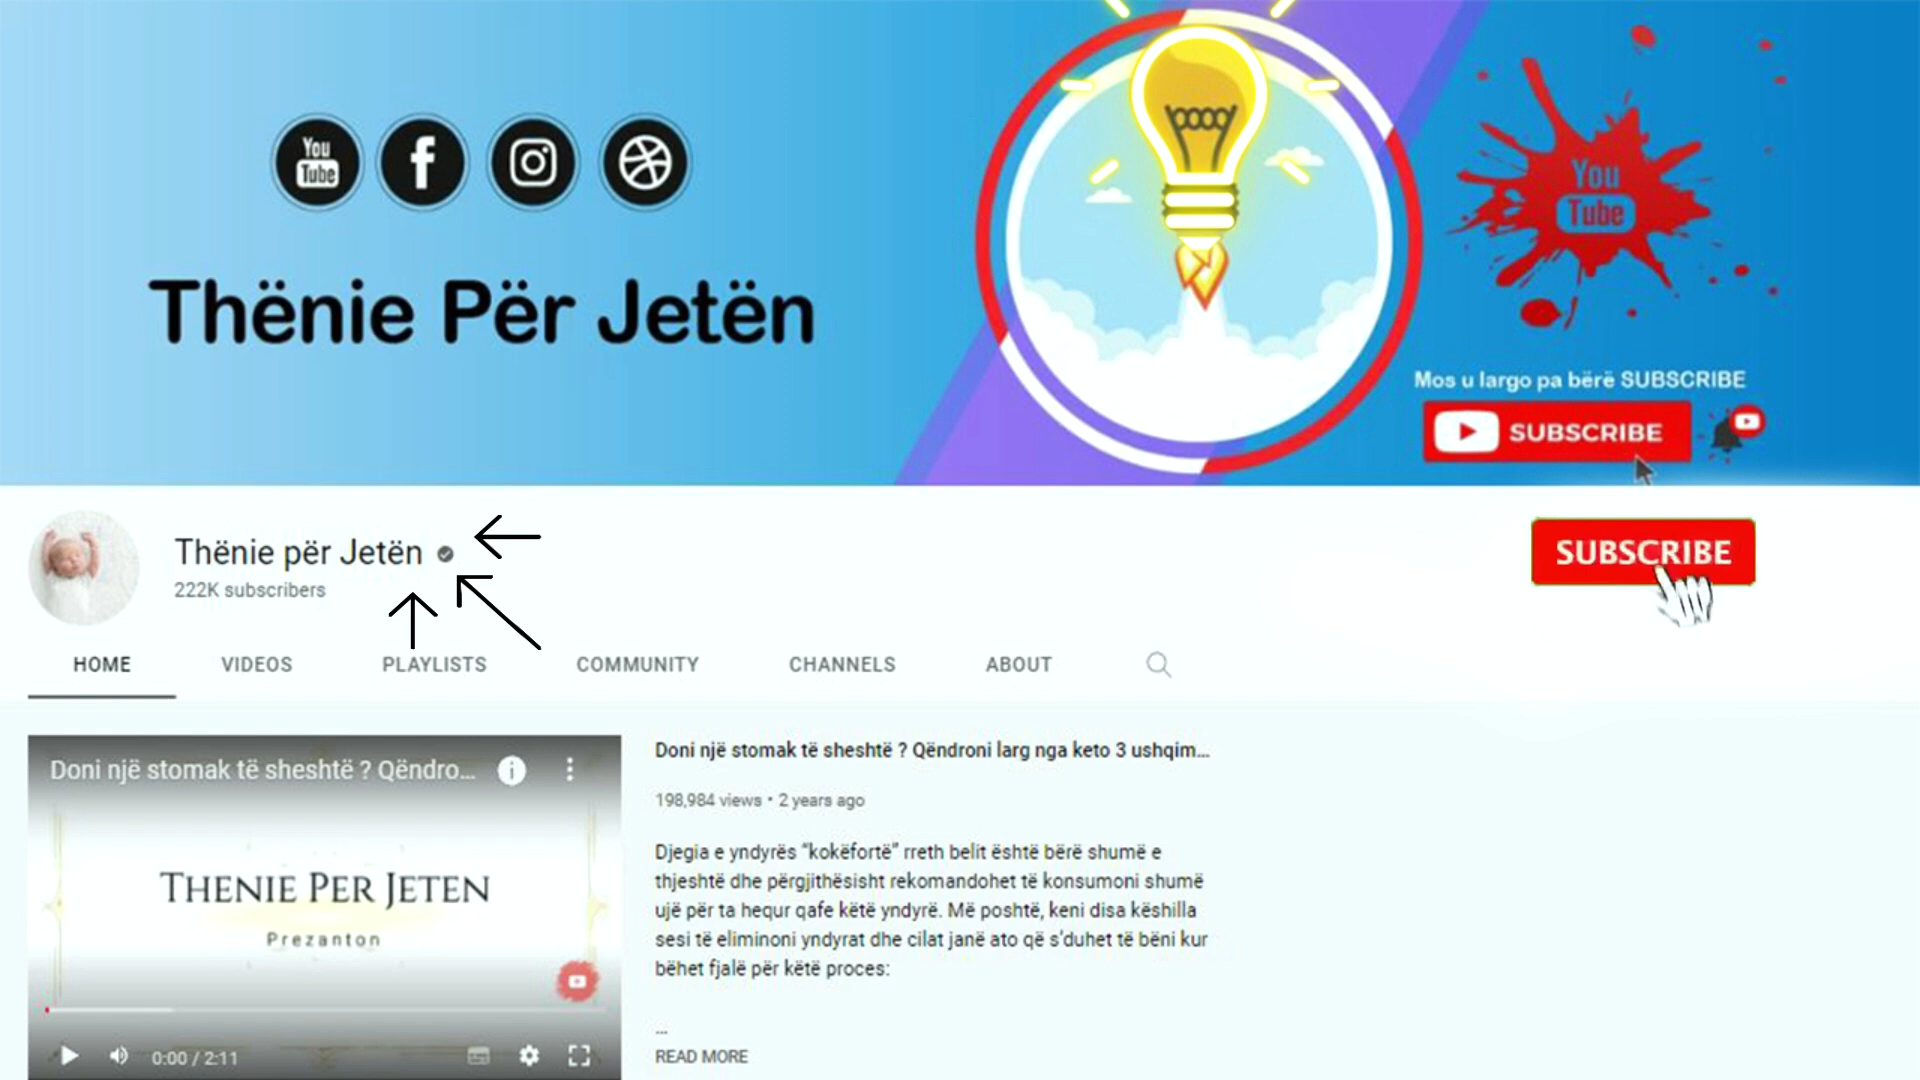 You
Tube
f
Thënie Për Jetën
You
Tube
Mos u largo pa bërë SUBSCRIBE
SUBSCRIBE
Thënie për Jetën
222K subscribers
SUBSCRIBE
HOME VIDEOS PLAYLISTS COMMUNITY CHANNELS ABOUT
Doni një stomak të sheshtë ? Qëndro...
THENIE PER JETEN
Prezanton
0:00 / 2:11
Doni një stomak të sheshtë ? Qëndroni larg nga keto 3 ushqim...
198,984 views • 2 years ago
Djegia e yndyrës “kokëfortë” rreth belit është bërë shumë e
thjeshtë dhe përgjithësisht rekomandohet të konsumoni shumë
ujë për ta hequr qafe këtë yndyrë. Më poshtë, keni disa këshilla
sesi të eliminoni yndyrat dhe cilat janë ato që s’duhet të bëni kur
bëhet fjalë për këtë proces:
...
READ MORE